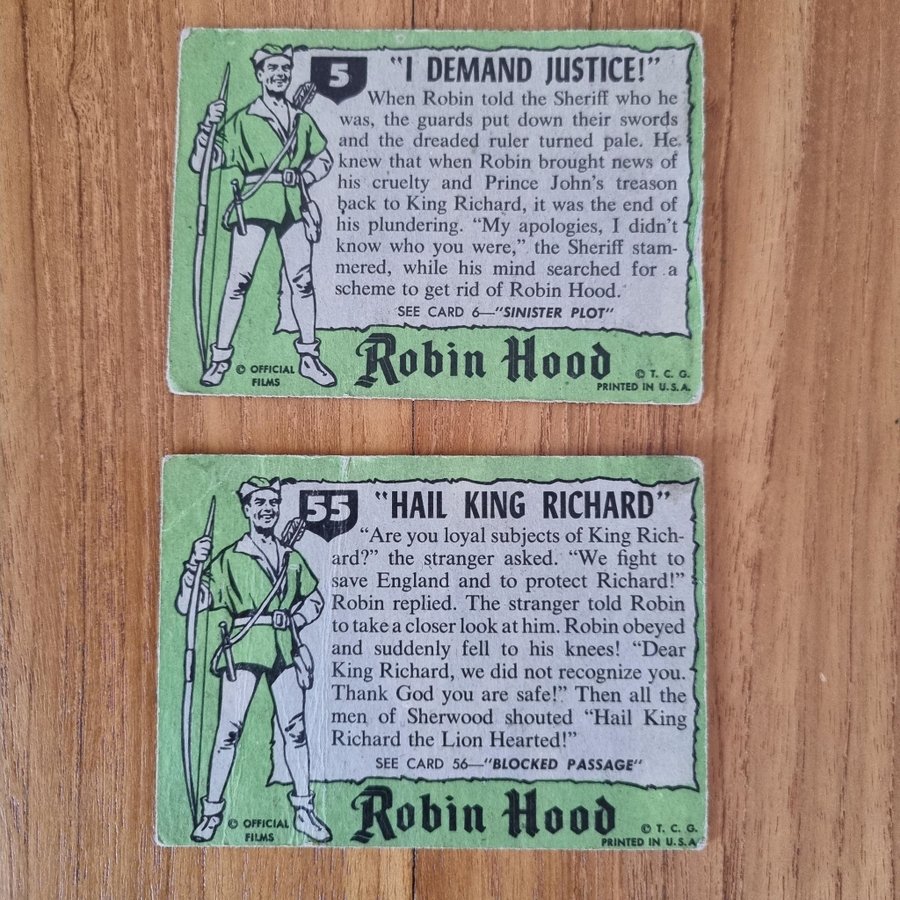 5 "I DEMAND JUSTICE!"
When Robin told the Sheriff who he
was, the guards put down their swords
and the dreaded ruler turned pale. He
knew that when Robin brought news of
his cruelty and Prince John's treason
back to King Richard, it was the end of
his plundering. "My apologies, I didn't
know who you were," the Sheriff stam-
mered, while his mind searched for a
scheme to get rid of Robin Hood.
SEE CARD 6—"SINISTER PLOT"
Robin Hood
© OFFICIAL
FILMS
© T. C. G.
PRINTED IN U.S.A.
55 "HAIL KING RICHARD"
"Are you loyal subjects of King Rich-
ard?" the stranger asked. "We fight to
save England and to protect Richard!"
Robin replied. The stranger told Robin
to take a closer look at him. Robin obeyed
and suddenly fell to his knees! "Dear
King Richard, we did not recognize you.
Thank God you are safe!" Then all the
men of Sherwood shouted "Hail King
Richard the Lion Hearted!"
SEE CARD 56—"BLOCKED PASSAGE"
Robin Hood
© OFFICIAL
FILMS
© T. C. G.
PRINTED IN U.S.A.